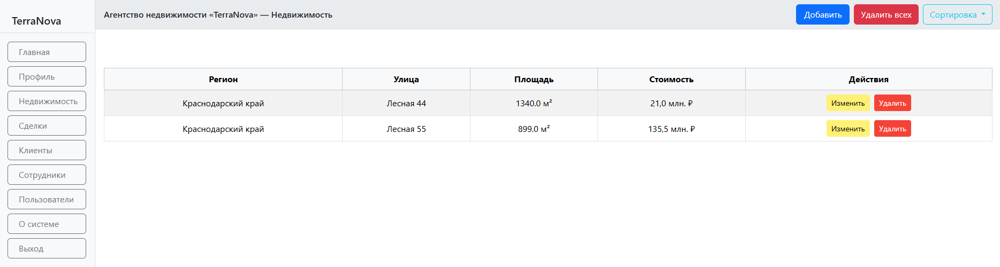 TerraNova
Главная
Профиль
Недвижимость
Сделки
Клиенты
Сотрудники
Пользователи
О системе
Выход
Агентство недвижимости «TerraNova» — Недвижимость
Добавить Удалить всех Сортировка
Регион Улица Площадь Стоимость Действия
Краснодарский край Лесная 44 1340.0 м² 21,0 млн. ₽ Изменить Удалить
Краснодарский край Лесная 55 899.0 м² 135,5 млн. ₽ Изменить Удалить